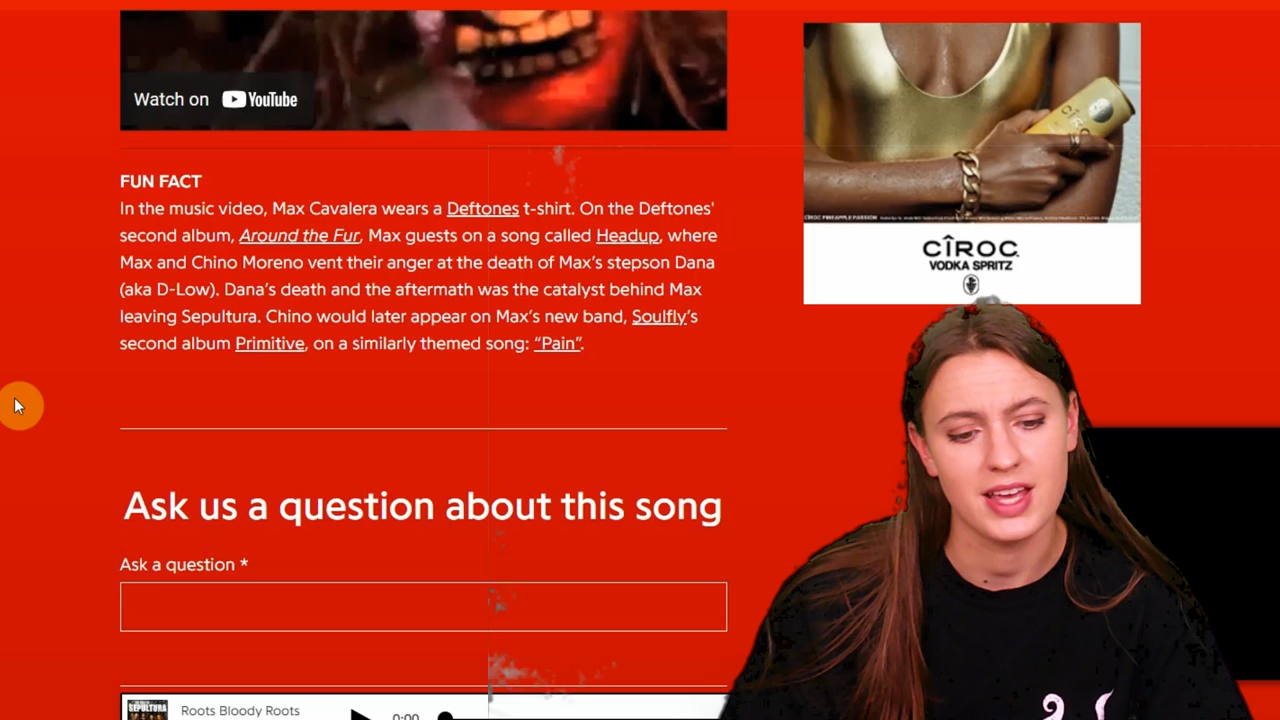 Watch on YouTube
FUN FACT
In the music video, Max Cavalera wears a Deftones t-shirt. On the Deftones'
second album, Around the Fur, Max guests on a song called Headup, where
Max and Chino Moreno vent their anger at the death of Max’s stepson Dana
(aka D-Low). Dana’s death and the aftermath was the catalyst behind Max
leaving Sepultura. Chino would later appear on Max’s new band, Soulfly’s
second album Primitive, on a similarly themed song: “Pain”.
Ask us a question about this song
Ask a question *
SEPULTURA
Roots Bloody Roots
0:00
CÎROC
CÎROC
VODKA SPRITZ